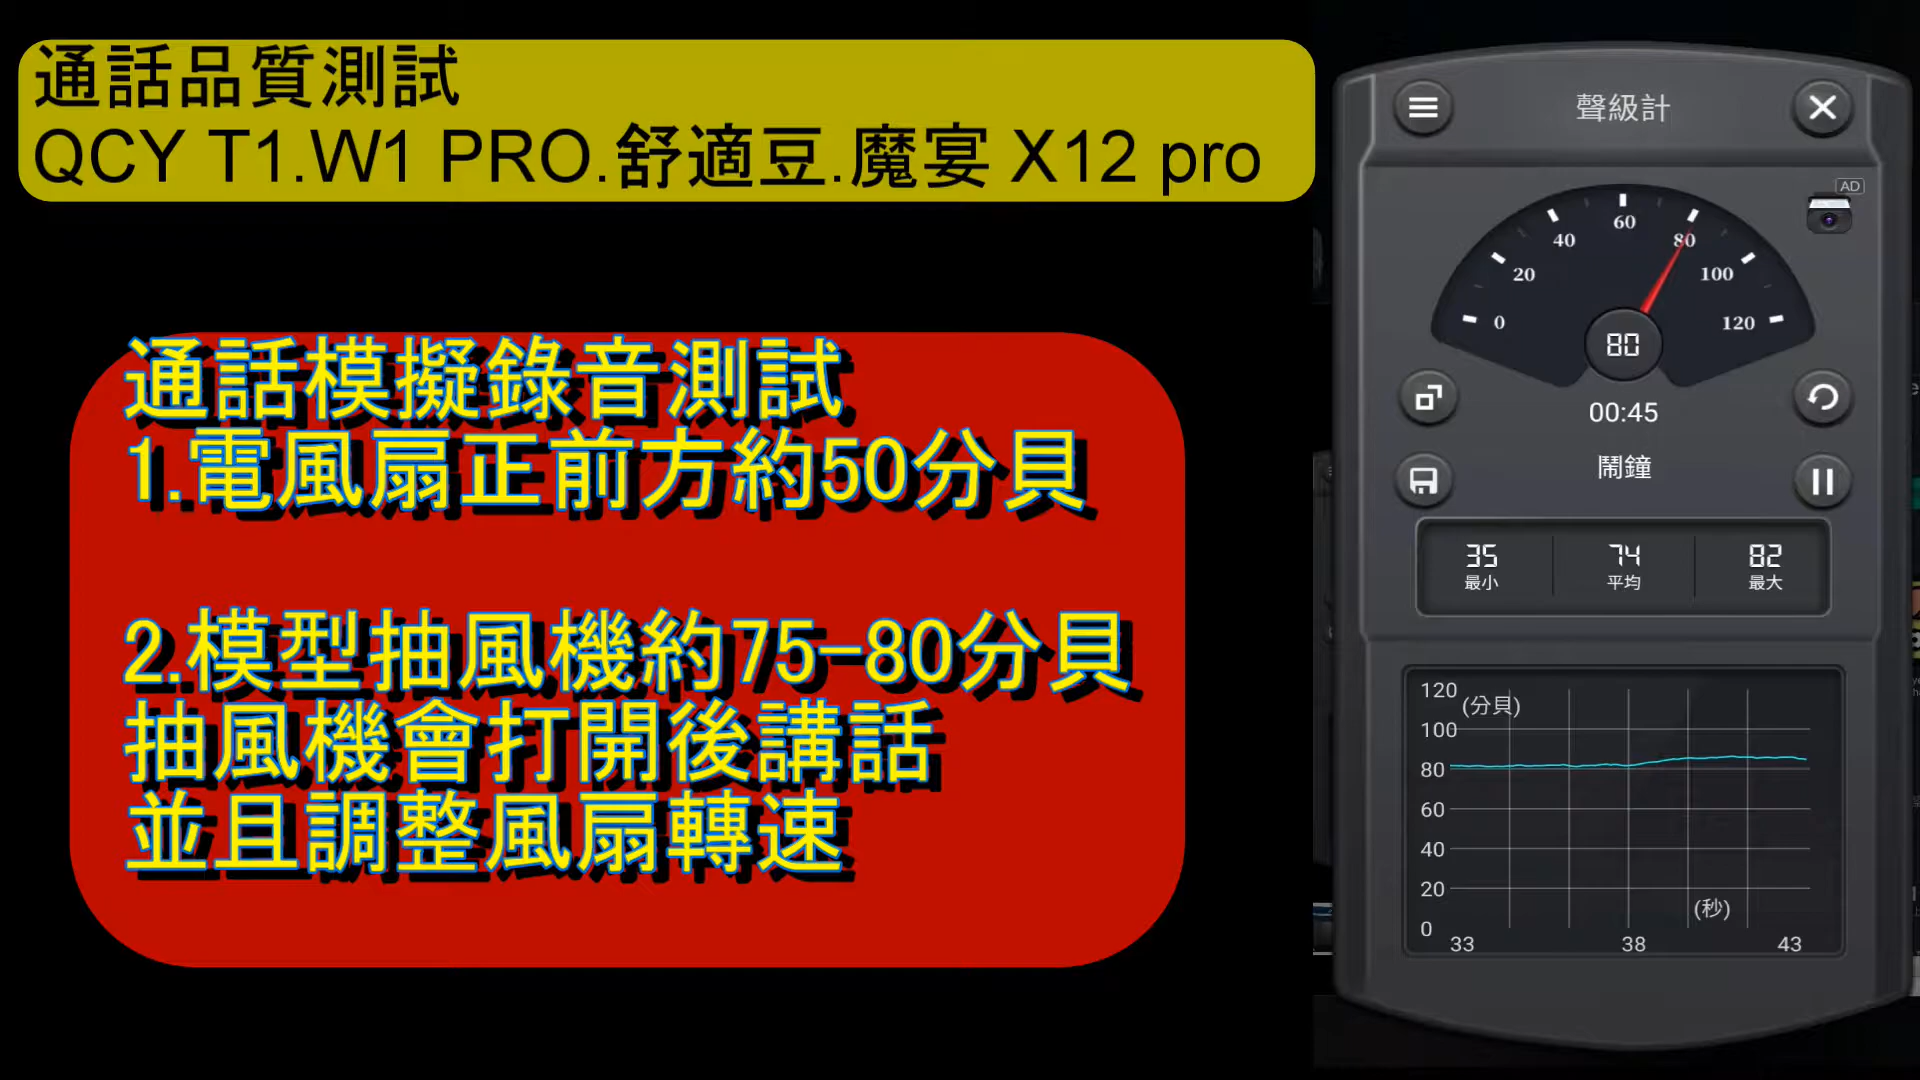 通話品質測試
QCY T1.W1 PRO.舒適豆.魔宴 X12 pro
通話模擬錄音測試
1.電風扇正前方約50分貝
2.模型抽風機約75-80分貝
抽風機會打開後講話
並且調整風扇轉速
聲級計
AD
0 20 40 60 80 100 120
80
00:45
鬧鐘
35 74 82
最小 平均 最大
120
(分貝)
100
80
60
40
20
(秒)
0
33 38 43